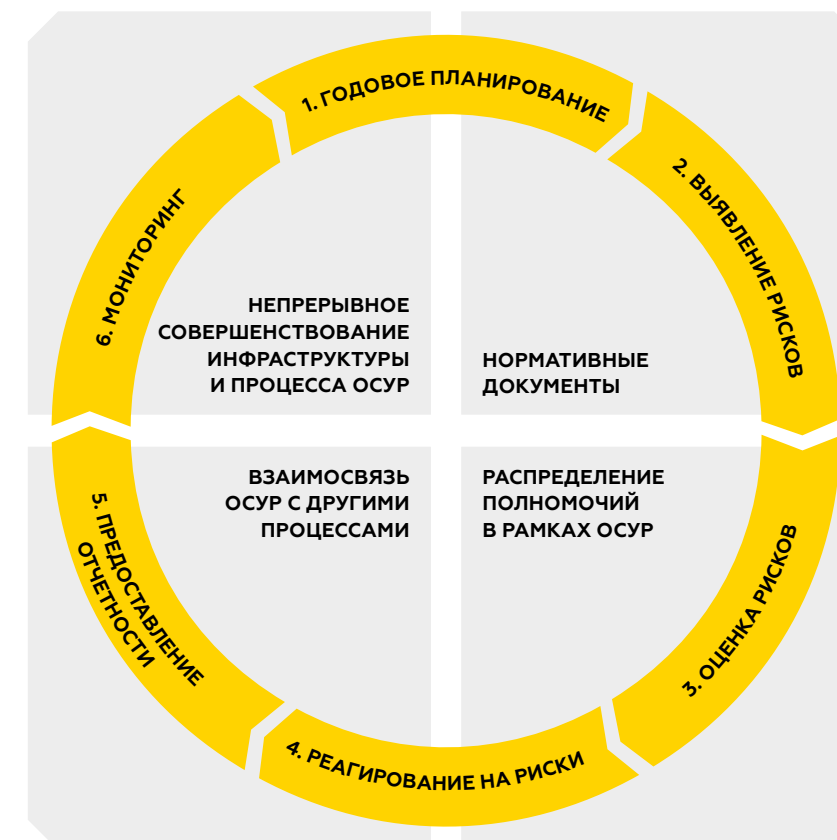 1. ГОДОВОЕ ПЛАНИРОВАНИЕ
2. ВЫЯВЛЕНИЕ РИСКОВ
3. ОЦЕНКА РИСКОВ
4. РЕАГИРОВАНИЕ НА РИСКИ
5. ПРЕДОСТАВЛЕНИЕ
ОТЧЕТНОСТИ
6. МОНИТОРИНГ
НЕПРЕРЫВНОЕ
СОВЕРШЕНСТВОВАНИЕ
ИНФРАСТРУКТУРЫ
И ПРОЦЕССА ОСУР
НОРМАТИВНЫЕ
ДОКУМЕНТЫ
ВЗАИМОСВЯЗЬ
ОСУР С ДРУГИМИ
ПРОЦЕССАМИ
РАСПРЕДЕЛЕНИЕ
ПОЛНОМОЧИЙ
В РАМКАХ ОСУР